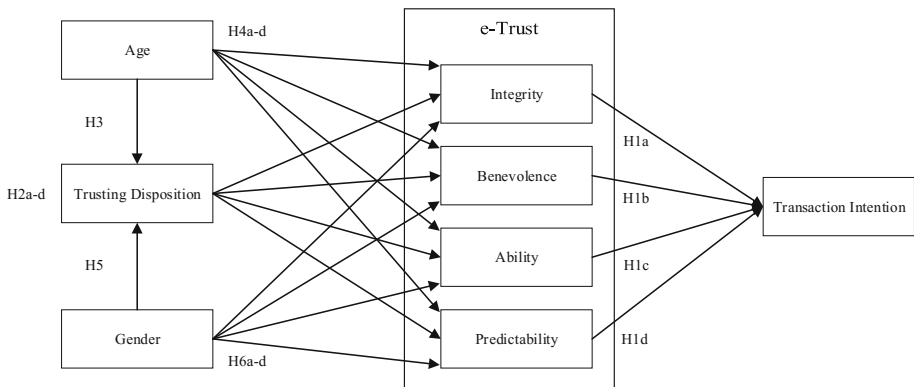 e-Trust
Age
H4a-d
Integrity
H3
H1a
H2a-d
Trusting Disposition
Benevolence
H1b
Transaction Intention
H5
Ability
H1c
Gender
H6a-d
Predictability
H1d